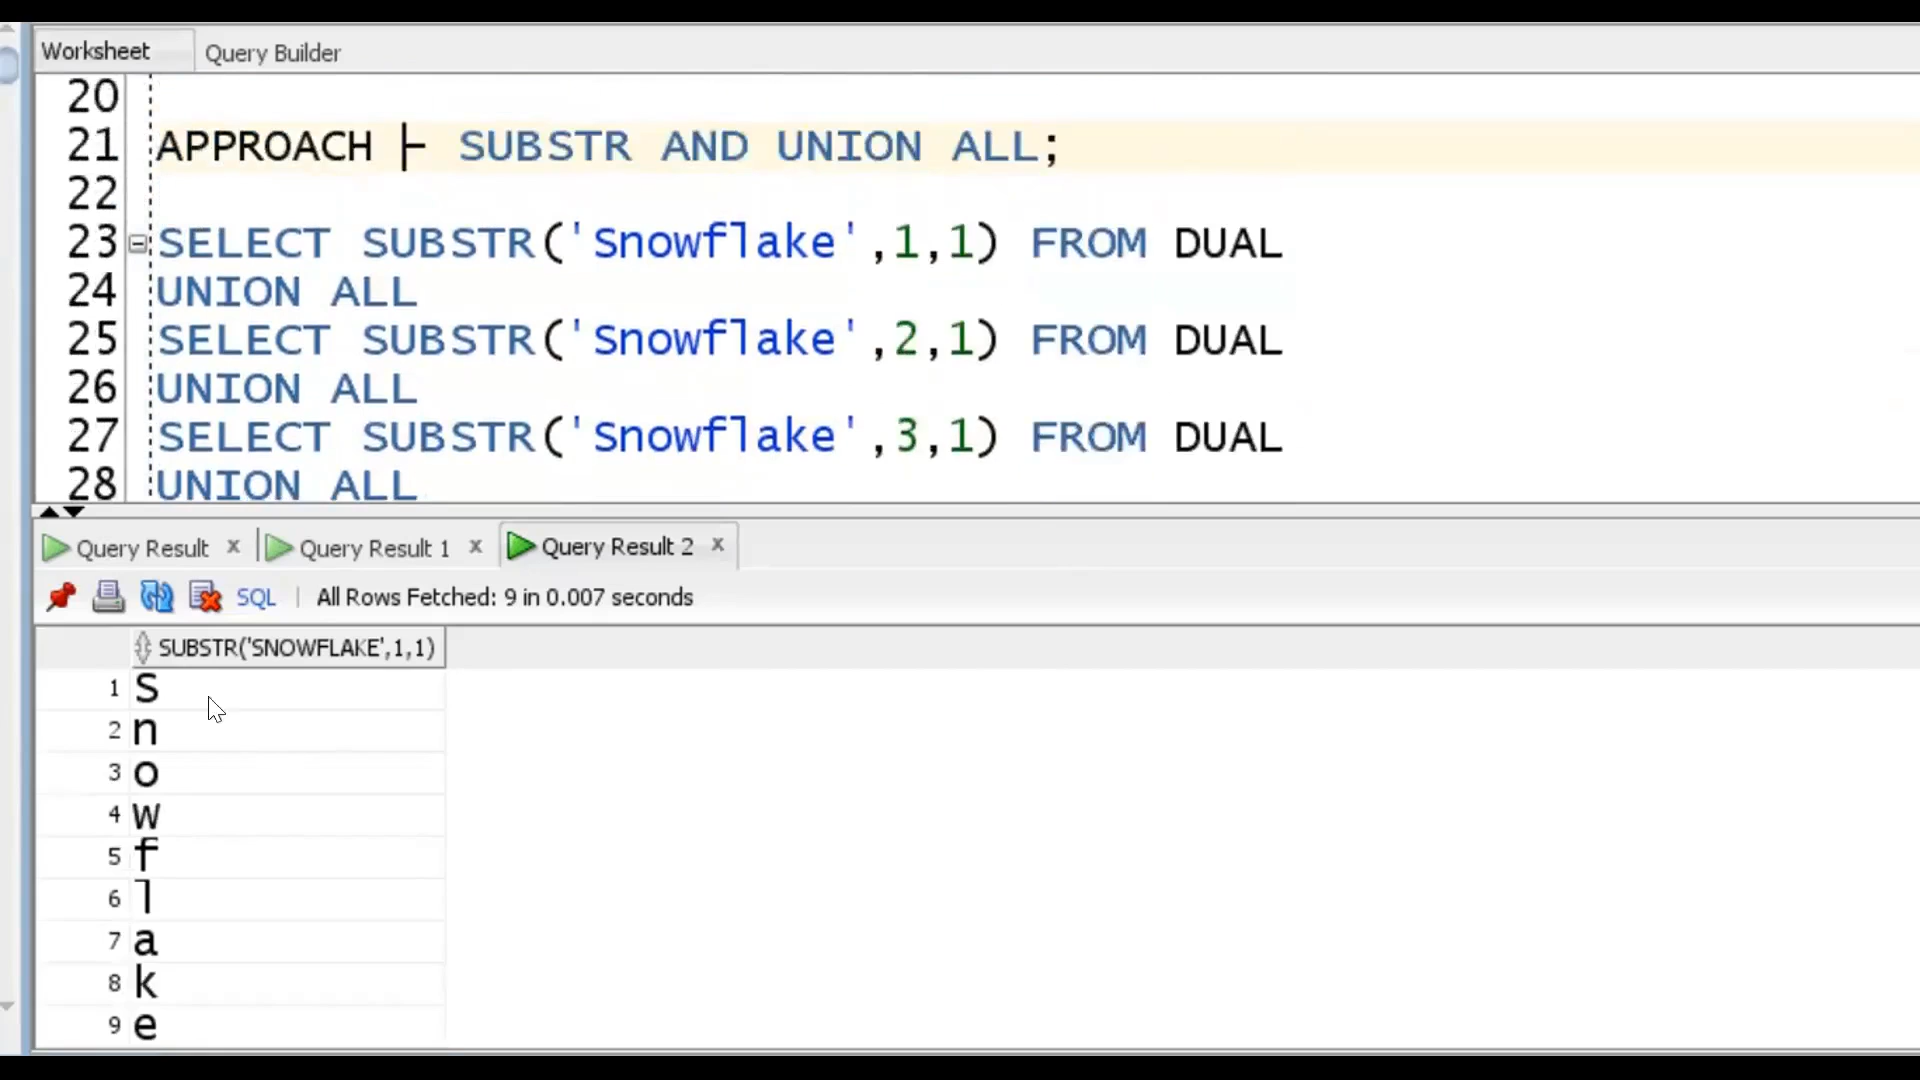 Worksheet Query Builder
20
21 APPROACH - SUBSTR AND UNION ALL;
22
23 SELECT SUBSTR('Snowflake',1,1) FROM DUAL
24 UNION ALL
25 SELECT SUBSTR('Snowflake',2,1) FROM DUAL
26 UNION ALL
27 SELECT SUBSTR('Snowflake',3,1) FROM DUAL
28 UNION ALL
Query Result x Query Result 1 x Query Result 2 x
SQL | All Rows Fetched: 9 in 0.007 seconds
SUBSTR('SNOWFLAKE',1,1)
1 S
2 n
3 o
4 w
5 f
6 l
7 a
8 k
9 e